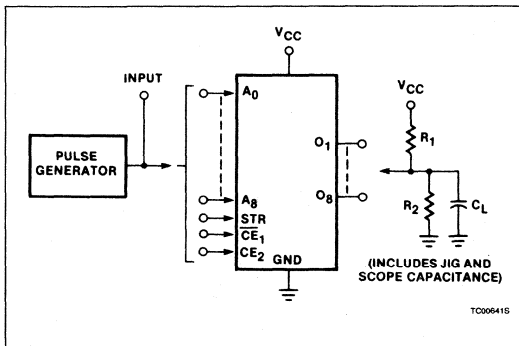 VCC
INPUT
A0
VCC
O1
R1
PULSE
GENERATOR
A8
O8
R2
CL
STR
CE1
CE2
GND
(INCLUDES JIG AND
SCOPE CAPACITANCE)
TC00641S